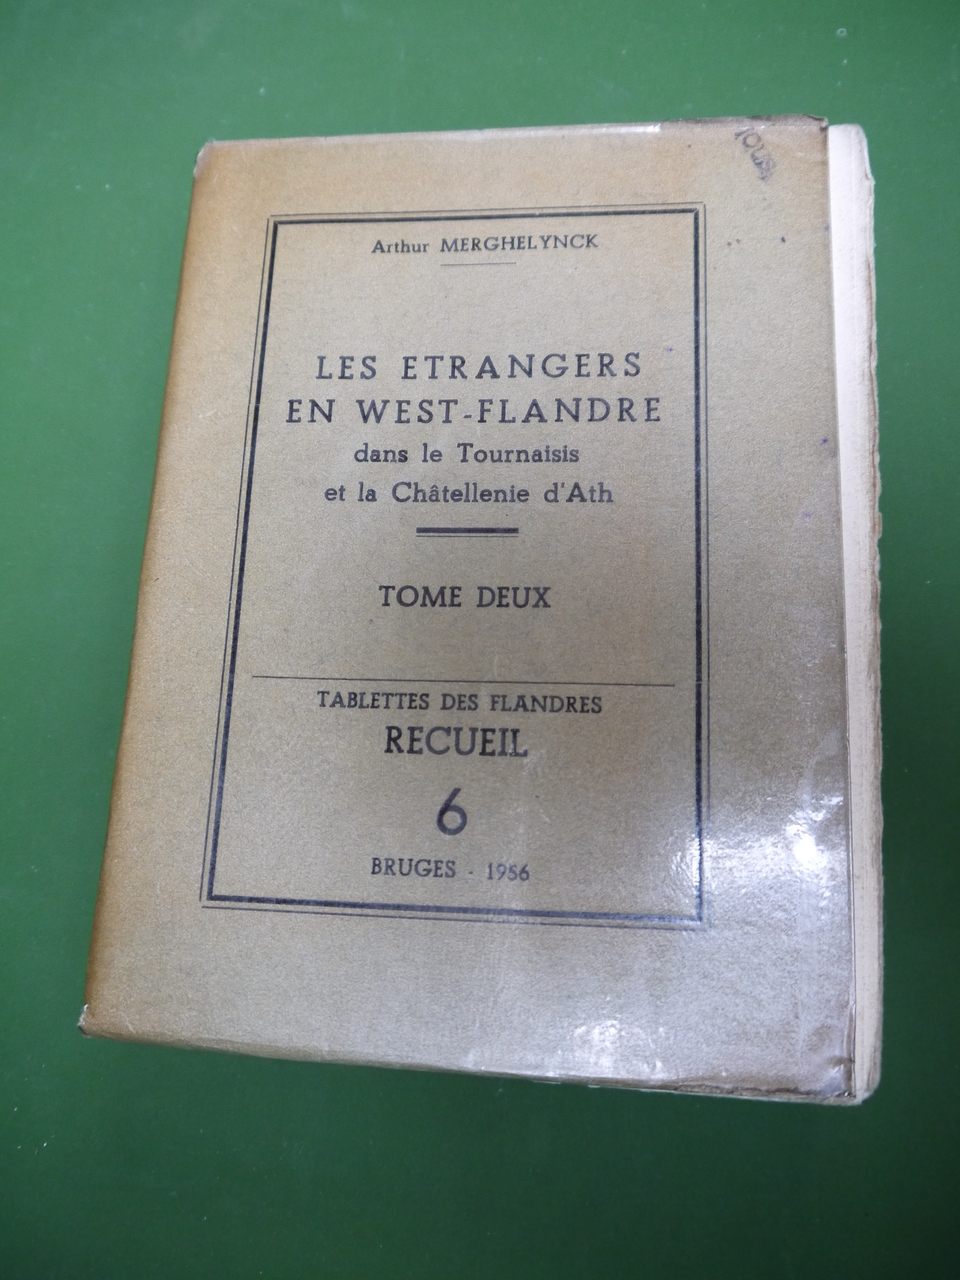 Arthur MERGHELYNCK
LES ETRANGERS
EN WEST-FLANDRE
dans le Tournaisis
et la Châtellenie d'Ath
TOME DEUX
TABLETTES DES FLANDRES
RECUEIL
6
BRUGES - 1956